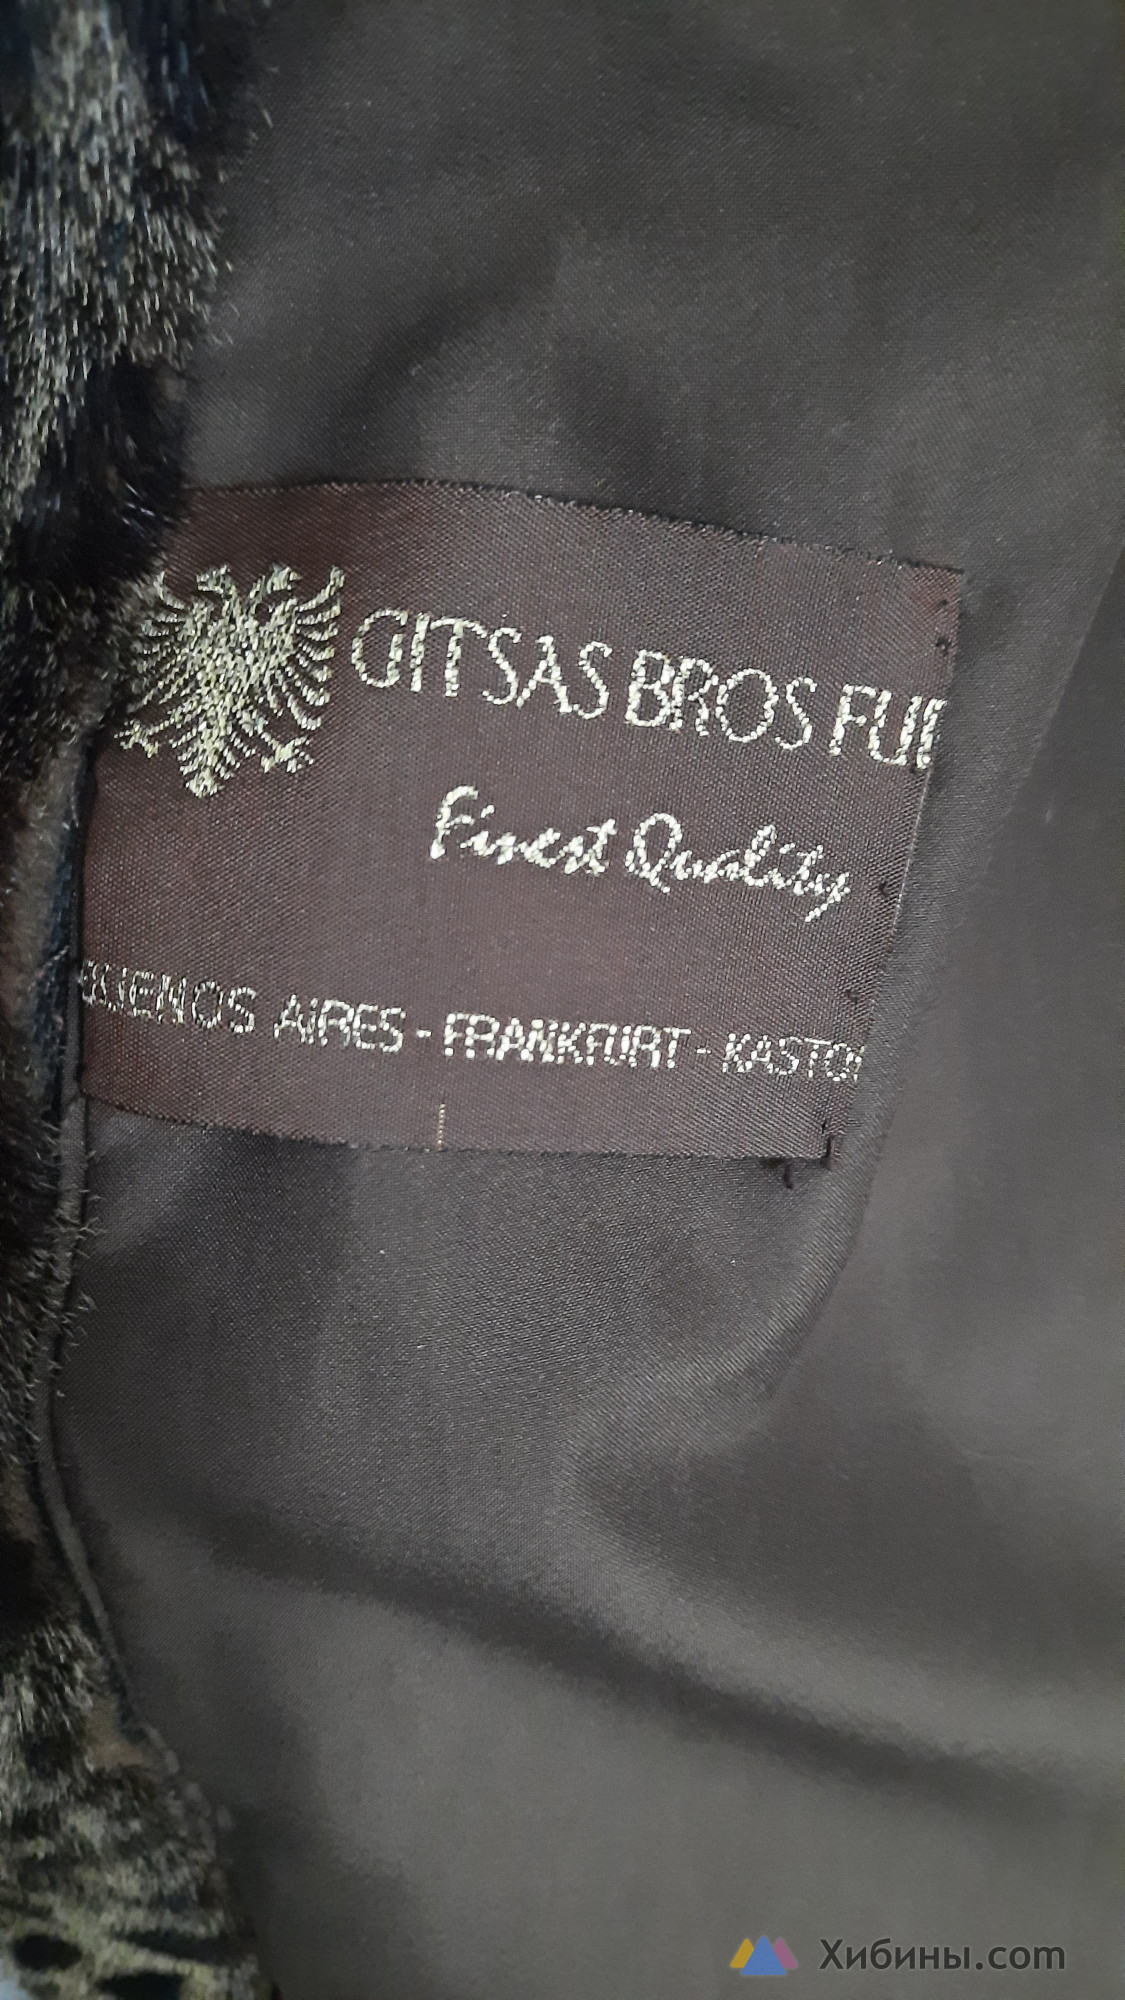 GITSAS BROS FUR
Finest Quality
BUENOS AIRES - FRANKFURT - KASTOR
Хибины.com